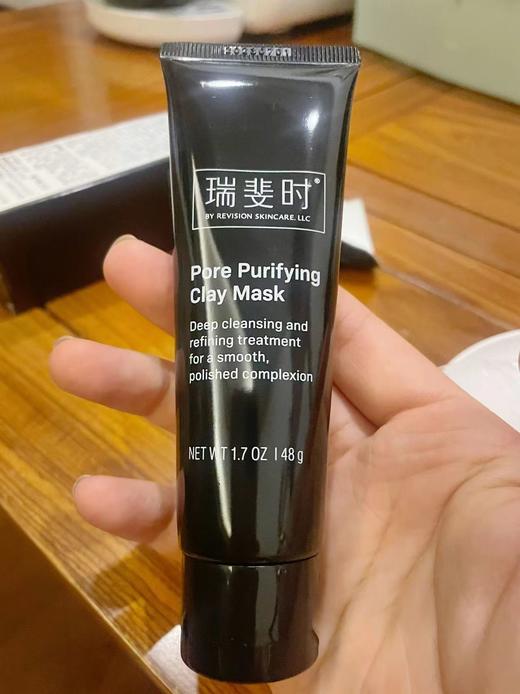 瑞斐时®
BY REVISION SKINCARE, LLC
Pore Purifying
Clay Mask
Deep cleansing and
refining treatment
for a smooth,
polished complexion
NET WT 1.7 OZ I 48 g